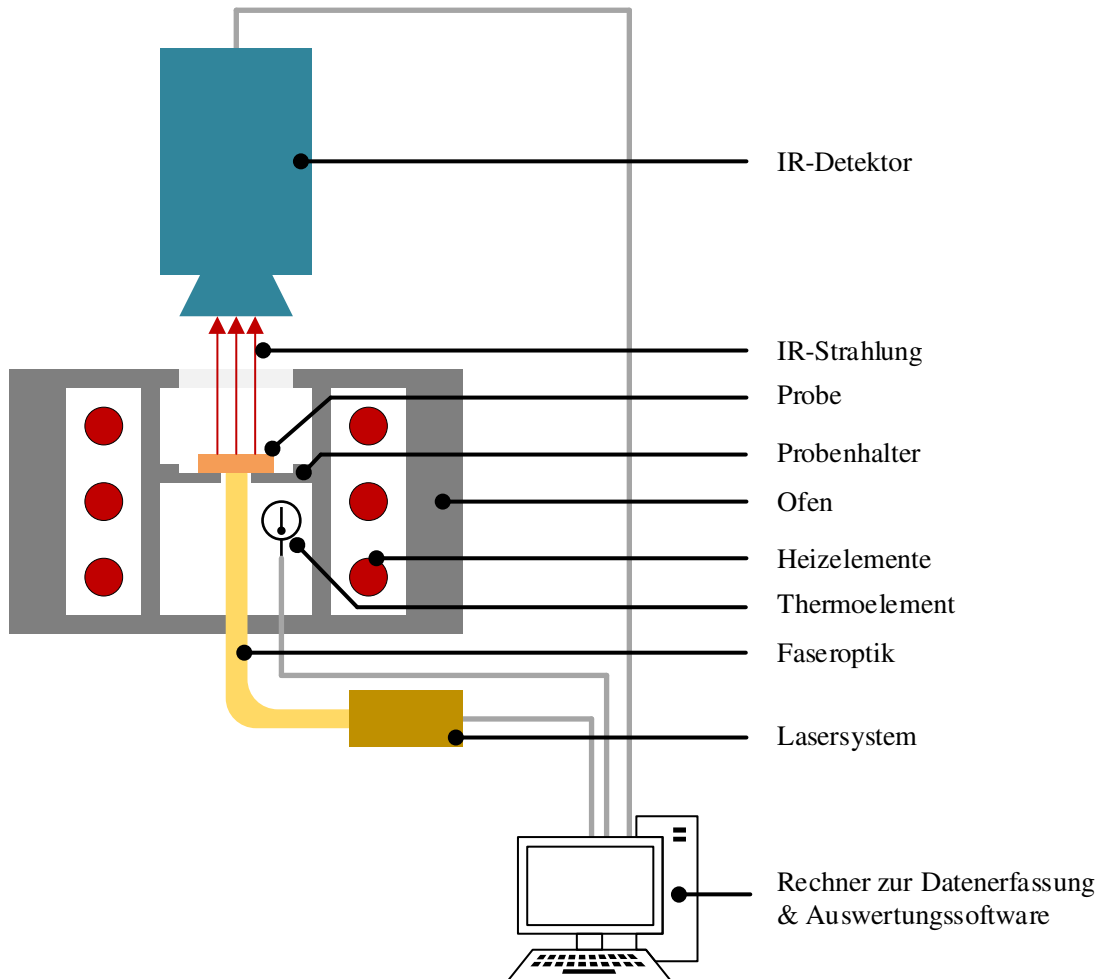 IR-Detektor
IR-Strahlung
Probe
Probenhalter
Ofen
Heizelemente
Thermoelement
Faseroptik
Lasersystem
Rechner zur Datenerfassung
& Auswertungssoftware